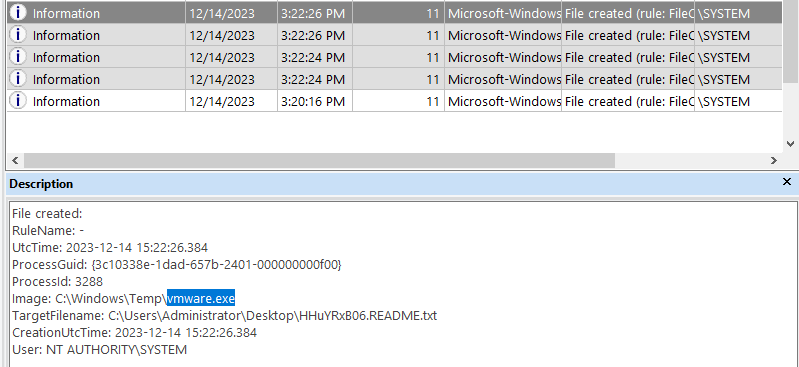 Information 12/14/2023 3:22:26 PM 11 Microsoft-Windows File created (rule: FileC \SYSTEM
Information 12/14/2023 3:22:26 PM 11 Microsoft-Windows File created (rule: FileC \SYSTEM
Information 12/14/2023 3:22:24 PM 11 Microsoft-Windows File created (rule: FileC \SYSTEM
Information 12/14/2023 3:22:24 PM 11 Microsoft-Windows File created (rule: FileC \SYSTEM
Information 12/14/2023 3:20:16 PM 11 Microsoft-Windows File created (rule: FileC \SYSTEM
Description
File created:
RuleName: -
UtcTime: 2023-12-14 15:22:26.384
ProcessGuid: {3c10338e-1dad-657b-2401-000000000f00}
ProcessId: 3288
Image: C:\Windows\Temp\vmware.exe
TargetFilename: C:\Users\Administrator\Desktop\HHuYRxB06.README.txt
CreationUtcTime: 2023-12-14 15:22:26.384
User: NT AUTHORITY\SYSTEM